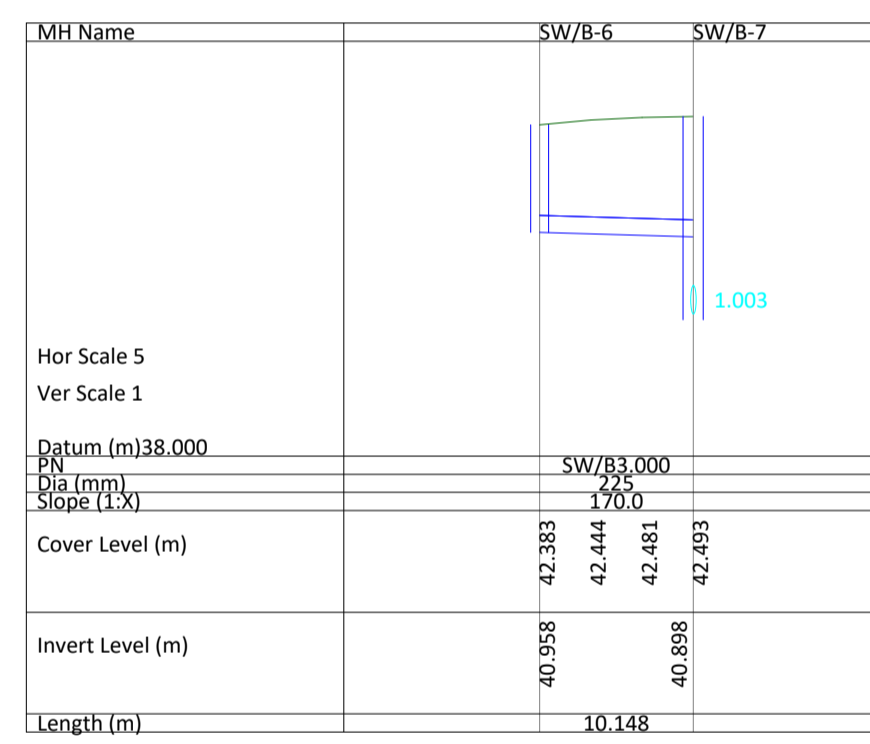 MH Name SW/B-6 SW/B-7
1.003
Hor Scale 5
Ver Scale 1
Datum (m)38.000
PN SW/B3.000
Dia (mm) 225
Slope (1:X) 170.0
Cover Level (m) 42.383 42.444 42.481 42.493
Invert Level (m) 40.958 40.898
Length (m) 10.148